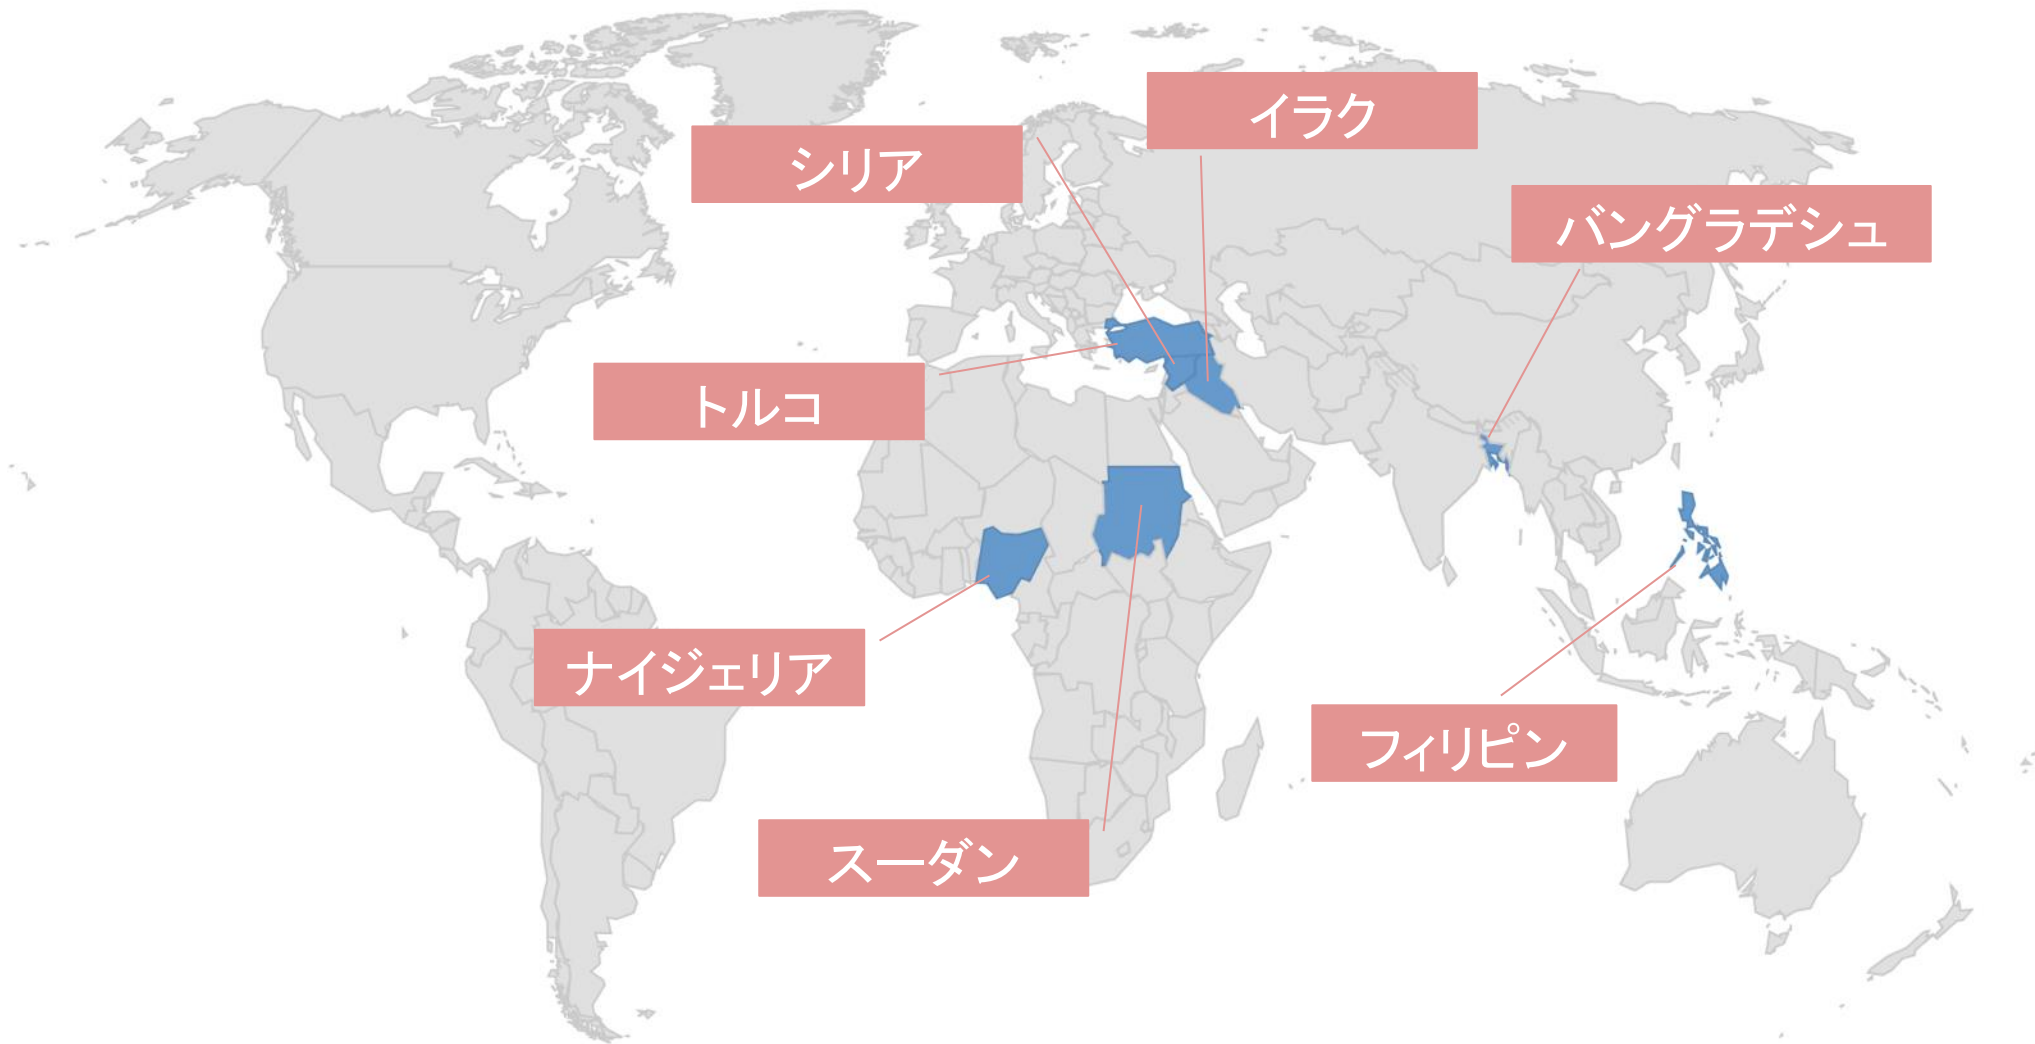 イラク
シリア
バングラデシュ
トルコ
ナイジェリア
フィリピン
スーダン